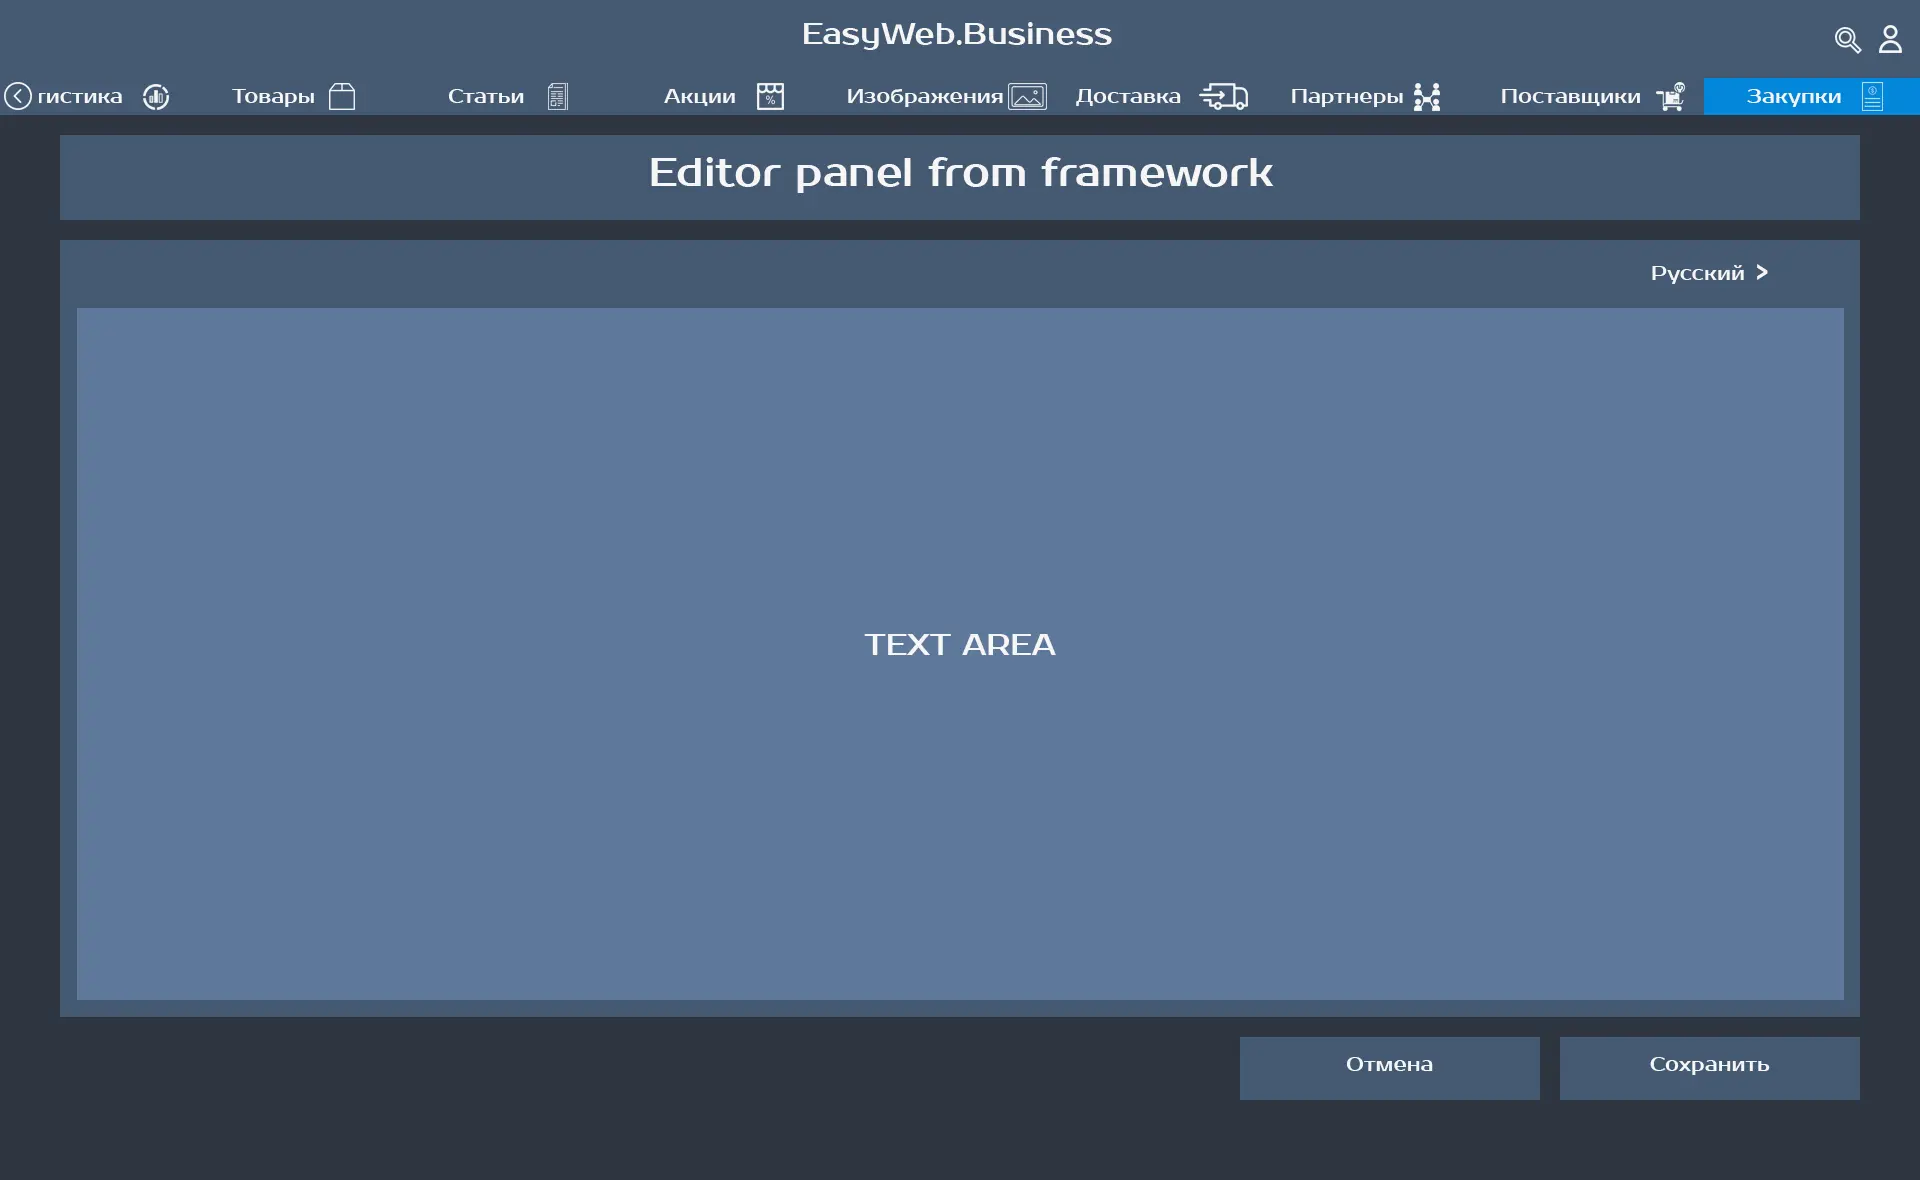 EasyWeb.Business
гистика Товары Статьи Акции % Изображения Доставка Партнеры Поставщики Закупки
Editor panel from framework
Русский >
TEXT AREA
Отмена Сохранить